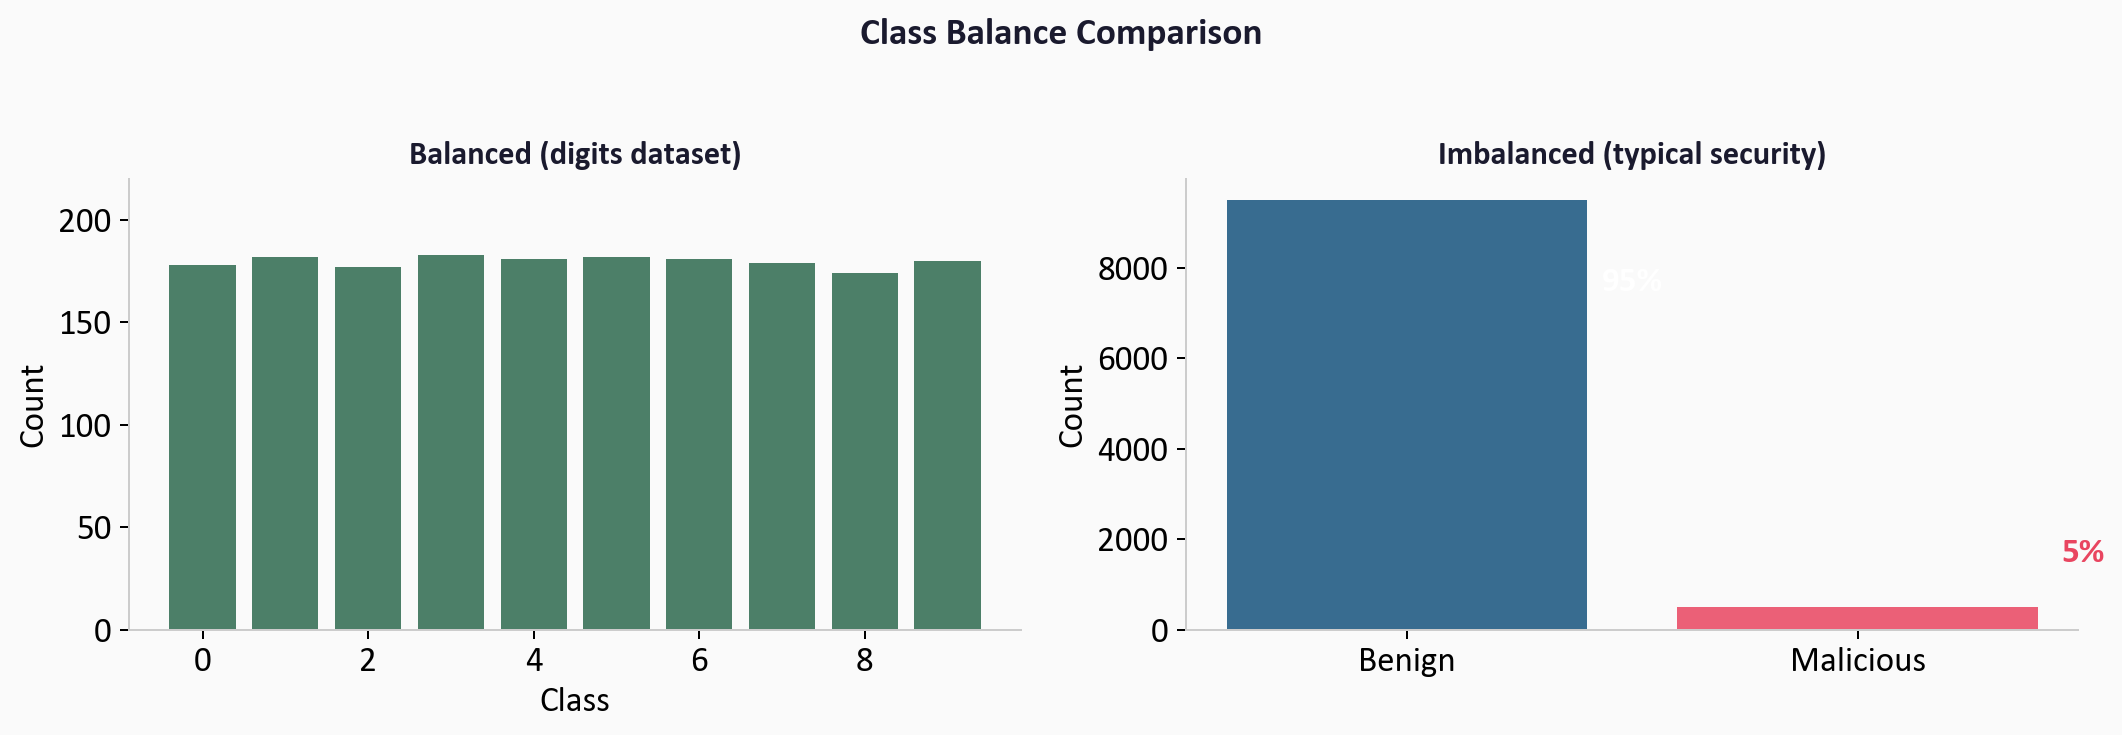 Class Balance Comparison
Balanced (digits dataset)
200
150
100
50
0
Count
0 2 4 6 8
Class
Imbalanced (typical security)
8000
6000
4000
2000
0
Count
95%
5%
Benign Malicious